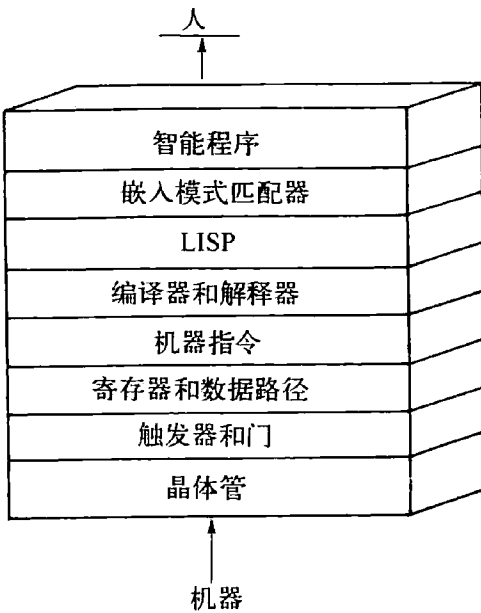 人
智能程序
嵌入模式匹配器
LISP
编译器和解释器
机器指令
寄存器和数据路径
触发器和门
晶体管
机器